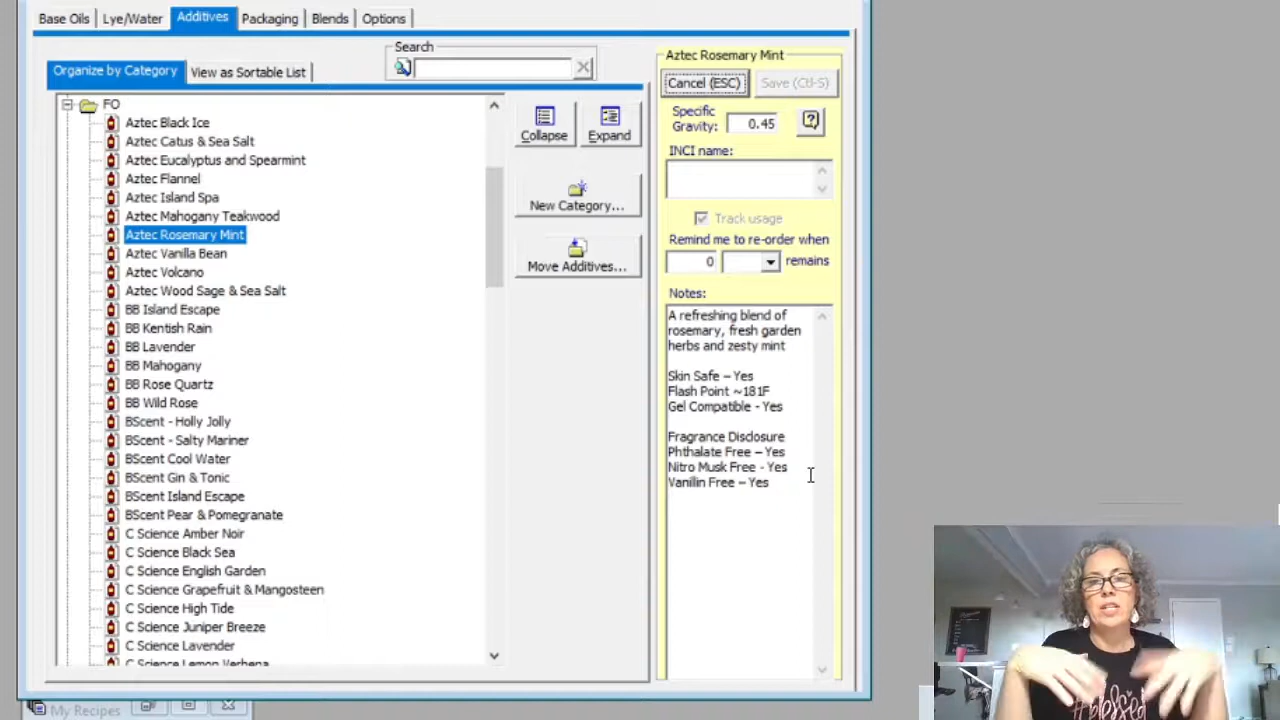 Base Oils
Lye/Water
Additives
Packaging
Blends
Options
Organize by Category
View as Sortable List
Search
FO
Aztec Black Ice
Aztec Catus & Sea Salt
Aztec Eucalyptus and Spearmint
Aztec Flannel
Aztec Island Spa
Aztec Mahogany Teakwood
Aztec Rosemary Mint
Aztec Vanilla Bean
Aztec Volcano
Aztec Wood Sage & Sea Salt
BB Island Escape
BB Kentish Rain
BB Lavender
BB Mahogany
BB Rose Quartz
BB Wild Rose
BScent - Holly Jolly
BScent - Salty Mariner
BScent Cool Water
BScent Gin & Tonic
BScent Island Escape
BScent Pear & Pomegranate
C Science Amber Noir
C Science Black Sea
C Science English Garden
C Science Grapefruit & Mangosteen
C Science High Tide
C Science Juniper Breeze
C Science Lavender
C Science Lemon Verbena
Collapse
Expand
New Category...
Move Additives...
Aztec Rosemary Mint
Cancel (ESC)
Save (Ctl-S)
Specific
Gravity:
0.45
INCI name:
Track usage
Remind me to re-order when
0
remains
Notes:
A refreshing blend of
rosemary, fresh garden
herbs and zesty mint
Skin Safe – Yes
Flash Point ~181F
Gel Compatible - Yes
Fragrance Disclosure
Phthalate Free – Yes
Nitro Musk Free - Yes
Vanillin Free – Yes
My Recipes
#blessed